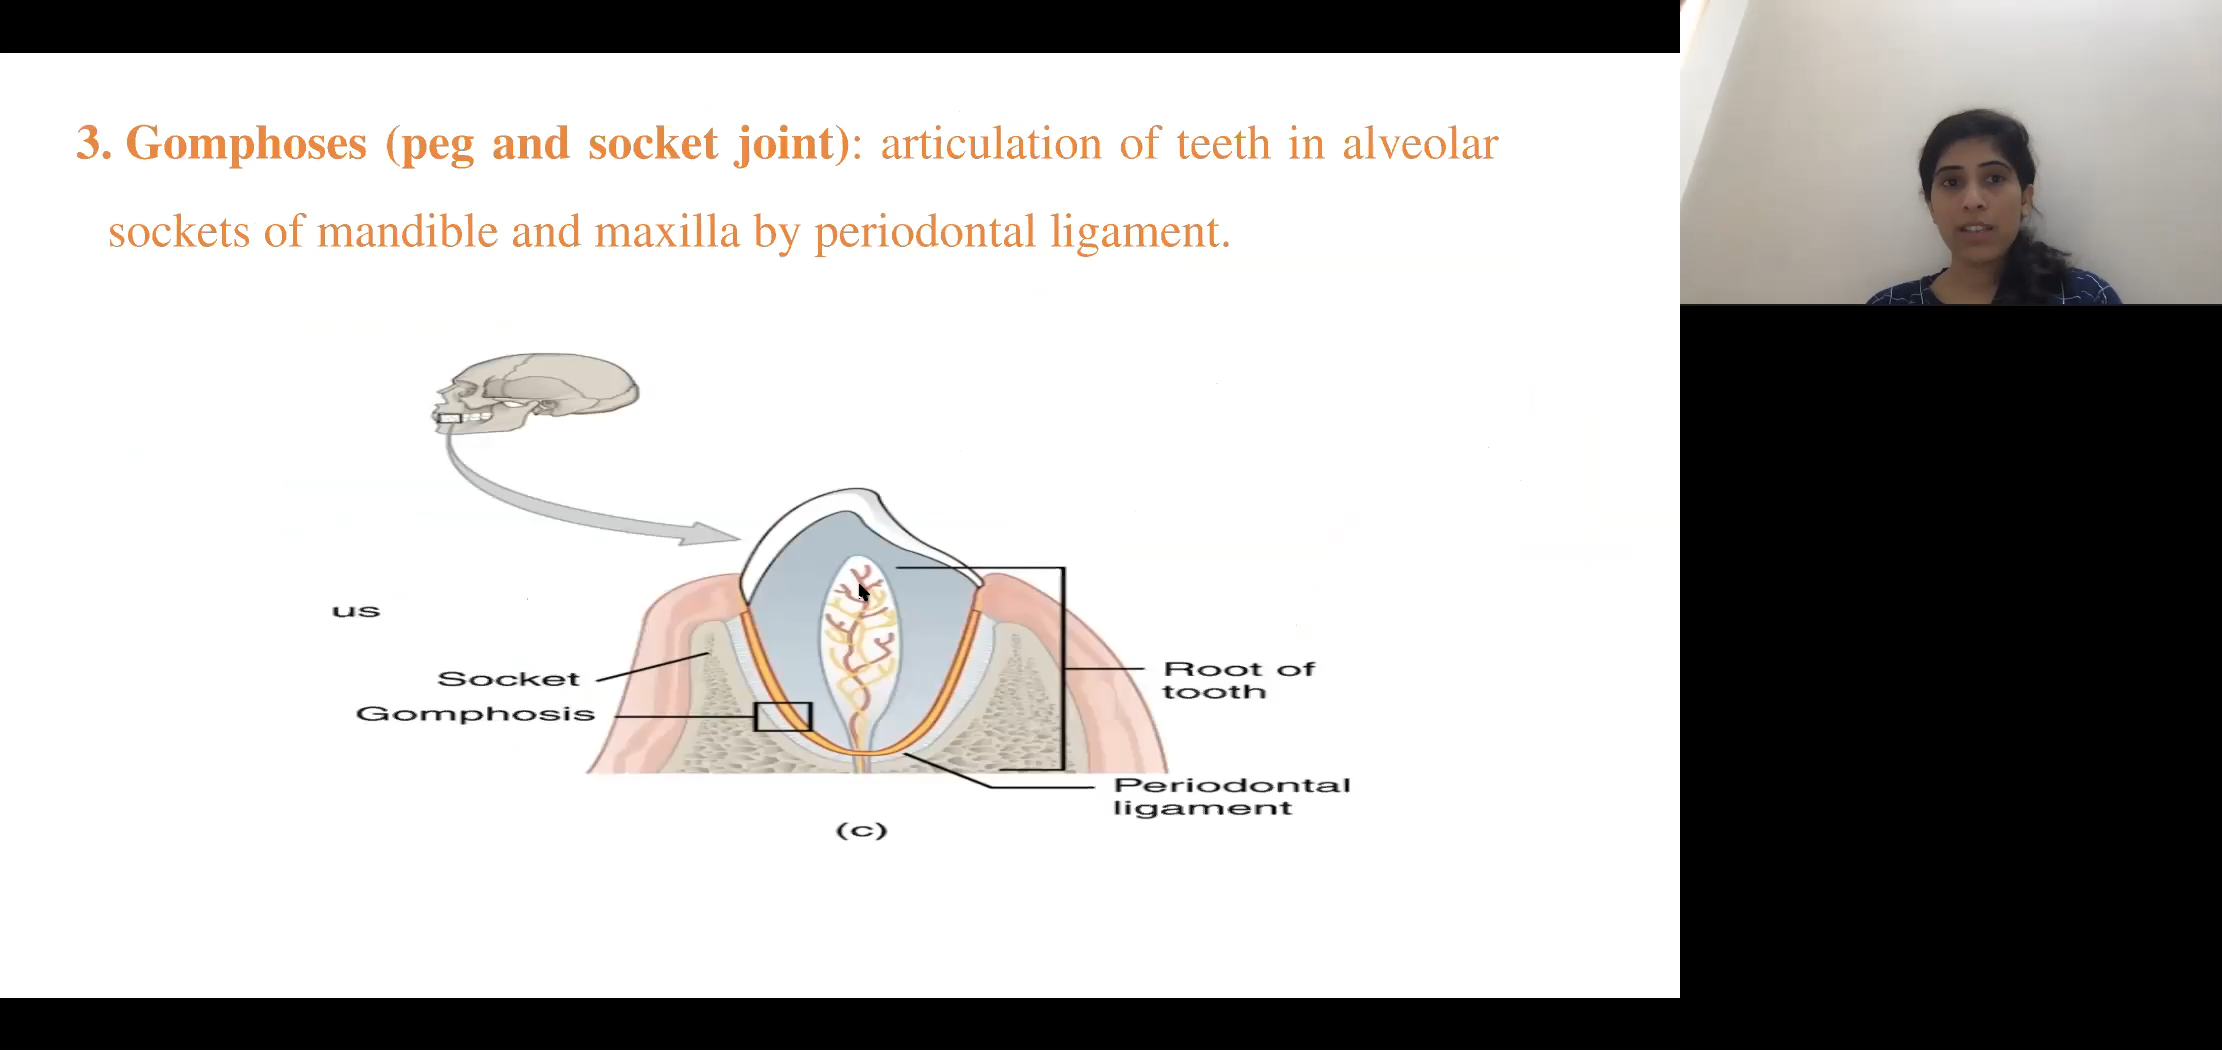 3. Gomphoses (peg and socket joint): articulation of teeth in alveolar
sockets of mandible and maxilla by periodontal ligament.
us
Socket
Gomphosis
Root of
tooth
Periodontal
ligament
(c)